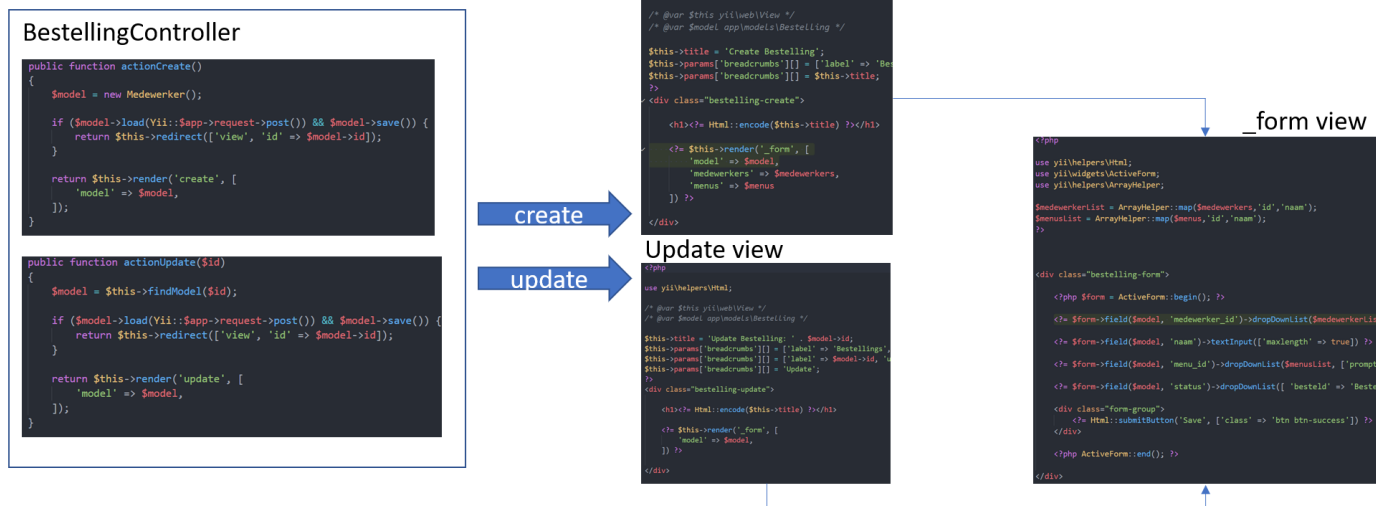 BestellingController
public function actionCreate()
{
    $model = new Medewerker();

    if ($model->load(Yii::$app->request->post()) && $model->save()) {
        return $this->redirect(['view', 'id' => $model->id]);
    }

    return $this->render('create', [
        'model' => $model,
    ]);
}
public function actionUpdate($id)
{
    $model = $this->findModel($id);

    if ($model->load(Yii::$app->request->post()) && $model->save()) {
        return $this->redirect(['view', 'id' => $model->id]);
    }

    return $this->render('update', [
        'model' => $model,
    ]);
}
create
update
/* @var $this yii\web\View */
/* @var $model app\models\Bestelling */

$this->title = 'Create Bestelling';
$this->params['breadcrumbs'][] = ['label' => 'Bes
$this->params['breadcrumbs'][] = $this->title;
?>
<div class="bestelling-create">

    <h1><?= Html::encode($this->title) ?></h1>

    <?= $this->render('_form', [
        'model' => $model,
        'medewerkers' => $medewerkers,
        'menus' => $menus
    ]) ?>

</div>
Update view
<?php

use yii\helpers\Html;

/* @var $this yii\web\View */
/* @var $model app\models\Bestelling */

$this->title = 'Update Bestelling: ' . $model->id;
$this->params['breadcrumbs'][] = ['label' => 'Bestellings',
$this->params['breadcrumbs'][] = ['label' => $model->id, 'u
$this->params['breadcrumbs'][] = 'Update';
?>
<div class="bestelling-update">

    <h1><?= Html::encode($this->title) ?></h1>

    <?= $this->render('_form', [
        'model' => $model,
    ]) ?>

</div>
_form view
<?php

use yii\helpers\Html;
use yii\widgets\ActiveForm;
use yii\helpers\ArrayHelper;

$medewerkerList = ArrayHelper::map($medewerkers,'id','naam');
$menusList = ArrayHelper::map($menus,'id','naam');
?>

<div class="bestelling-form">

    <?php $form = ActiveForm::begin(); ?>

    <?= $form->field($model, 'medewerker_id')->dropDownList($medewerkerLis

    <?= $form->field($model, 'naam')->textInput(['maxlength' => true]) ?>

    <?= $form->field($model, 'menu_id')->dropDownList($menusList, ['prompt

    <?= $form->field($model, 'status')->dropDownList([ 'besteld' => 'Beste

    <div class="form-group">
        <?= Html::submitButton('Save', ['class' => 'btn btn-success']) ?>
    </div>

    <?php ActiveForm::end(); ?>

</div>